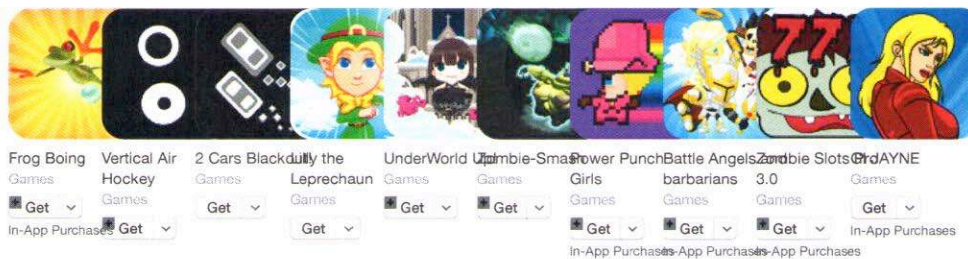 77
Frog Boing
Games
+ Get
In-App Purchases
Vertical Air
Hockey
Games
+ Get
2 Cars Blackout!
Games
Get
Lilly the
Leprechaun
Games
Get
UnderWorld Up!
Games
+ Get
Zombie-Smash
Games
+ Get
Power Punch
Girls
Games
+ Get
In-App Purchases
Battle Angels and
barbarians
Games
+ Get
In-App Purchases
Zombie Slots
3.0
Games
+ Get
In-App Purchases
JAYNE
Games
Get
In-App Purchases